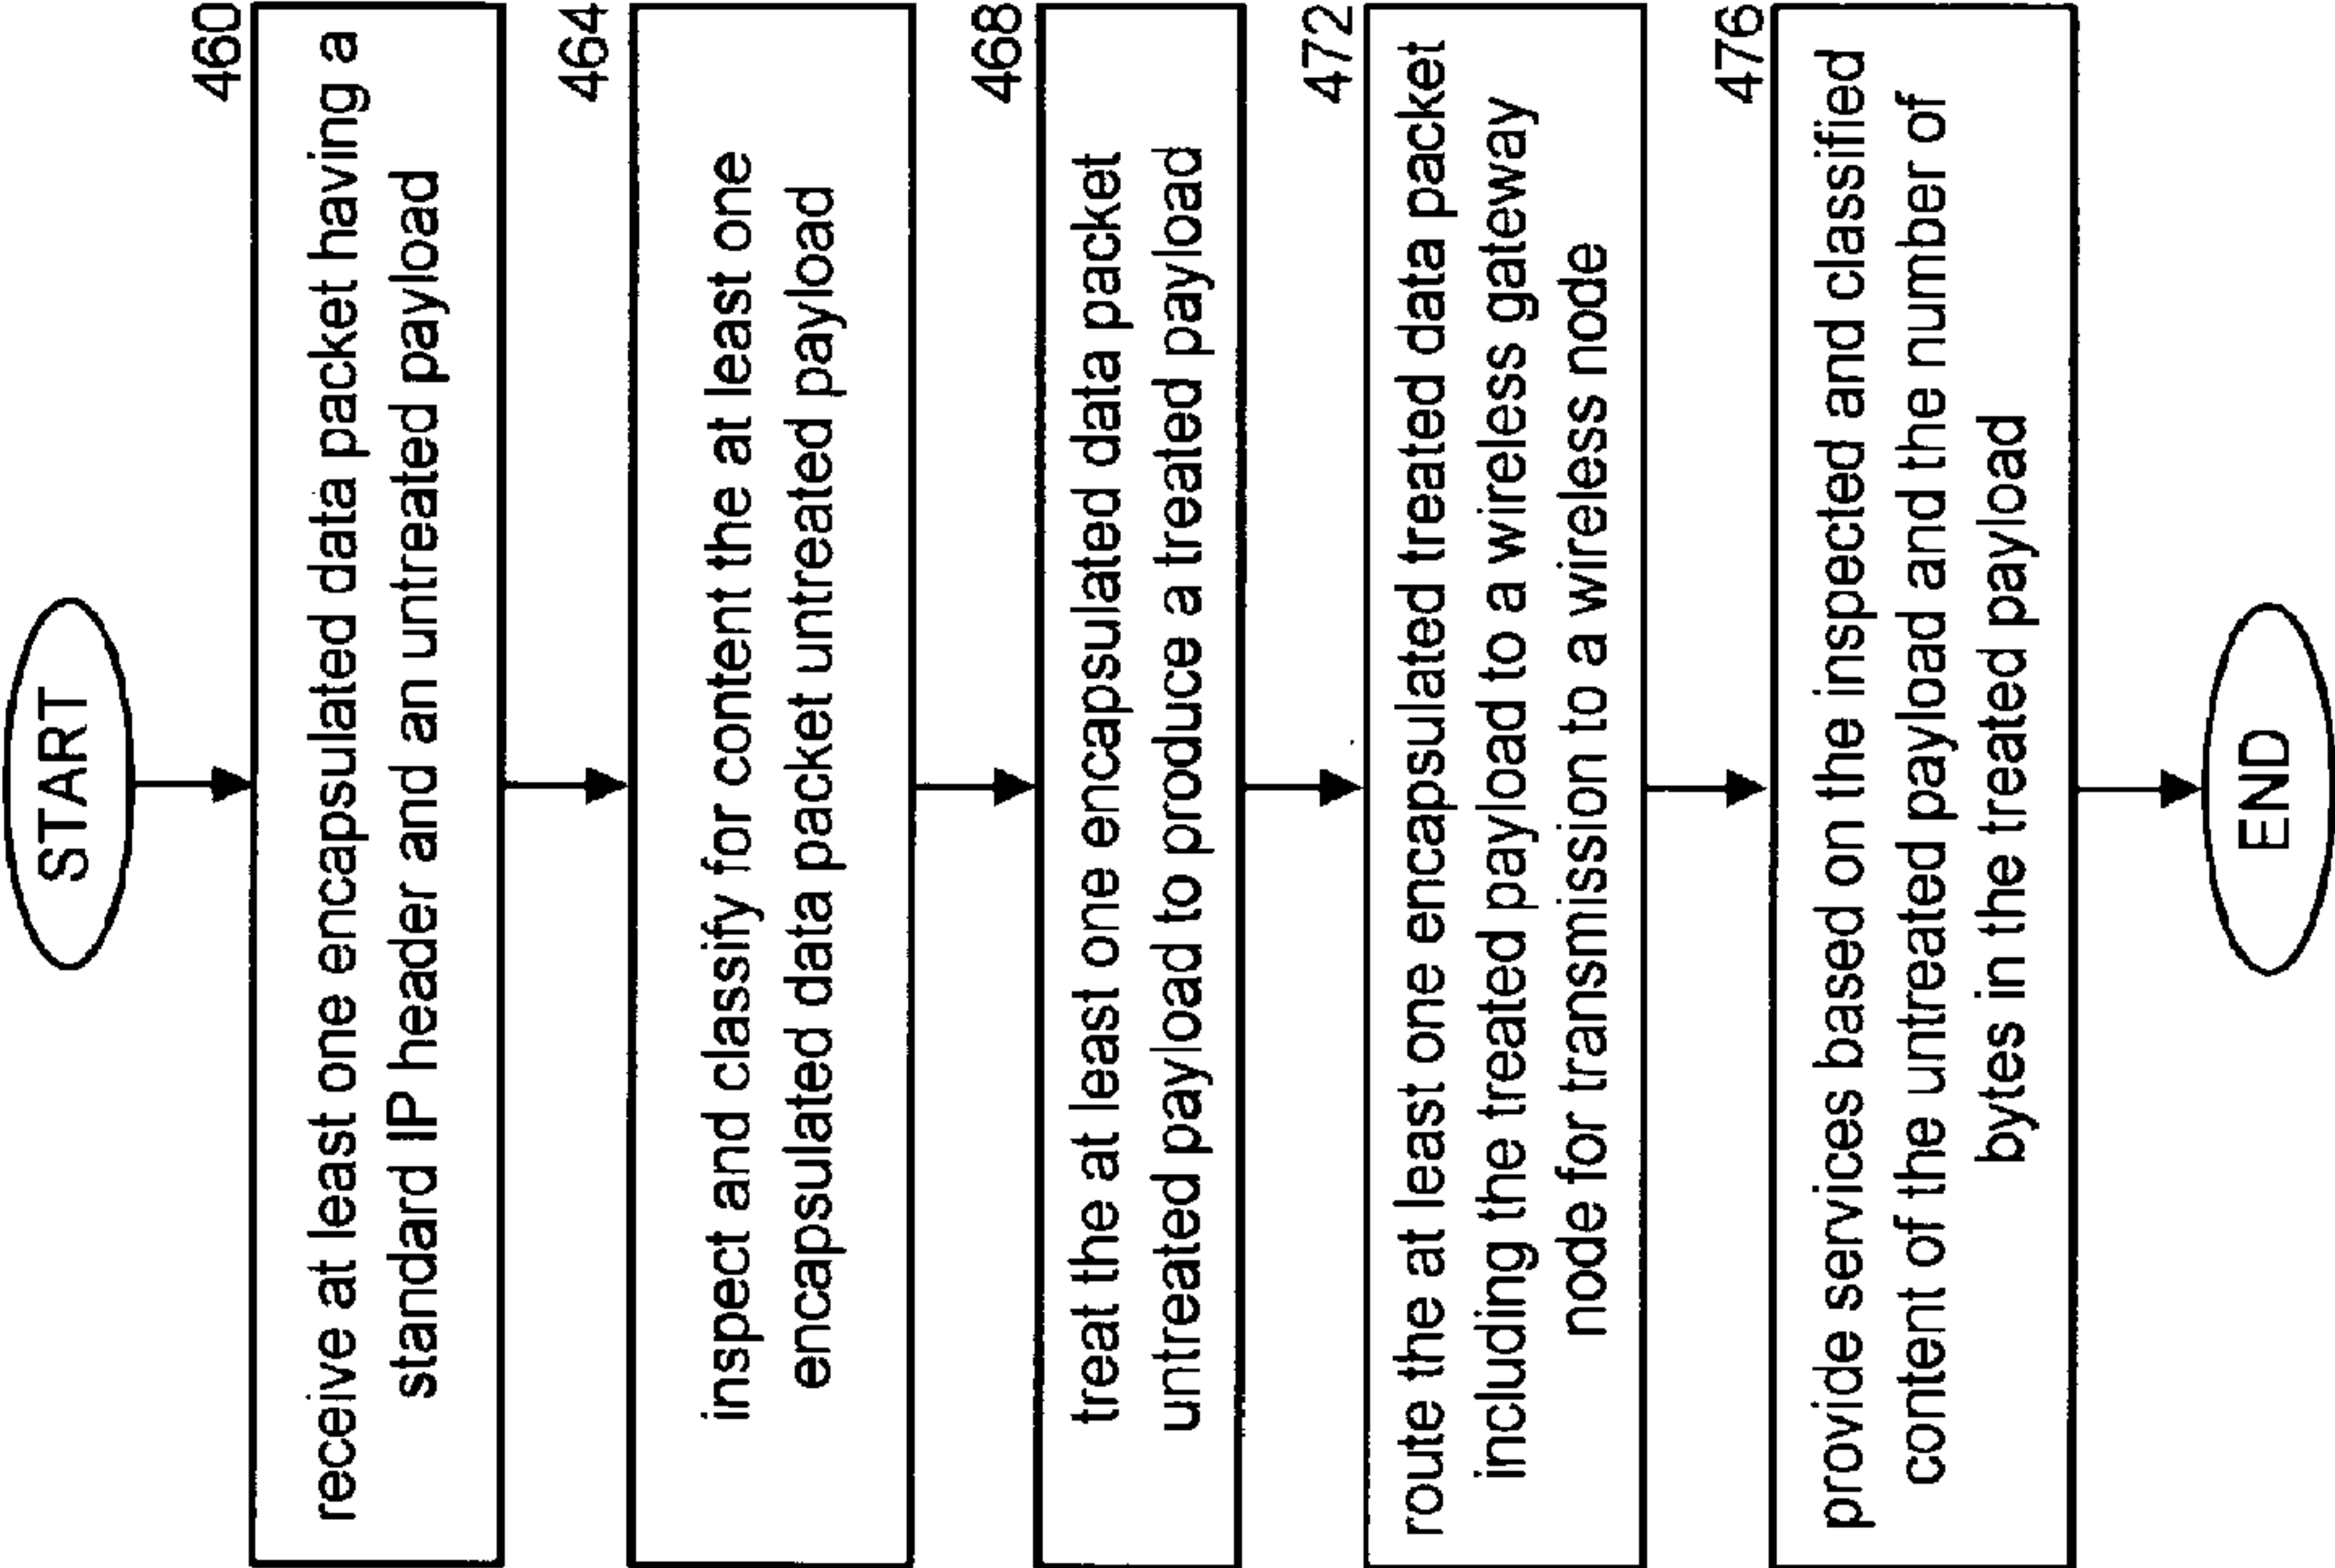 START
460
receive at least one encapsulated data packet having a
standard IP header and an untreated payload
464
inspect and classify for content the at least one
encapsulated data packet untreated payload
468
treat the at least one encapsulated data packet
untreated payload to produce a treated payload
472
route the at least one encapsulated treated data packet
including the treated payload to a wireless gateway
node for transmission to a wireless node
476
provide services based on the inspected and classified
content of the untreated payload and the number of
bytes in the treated payload
END